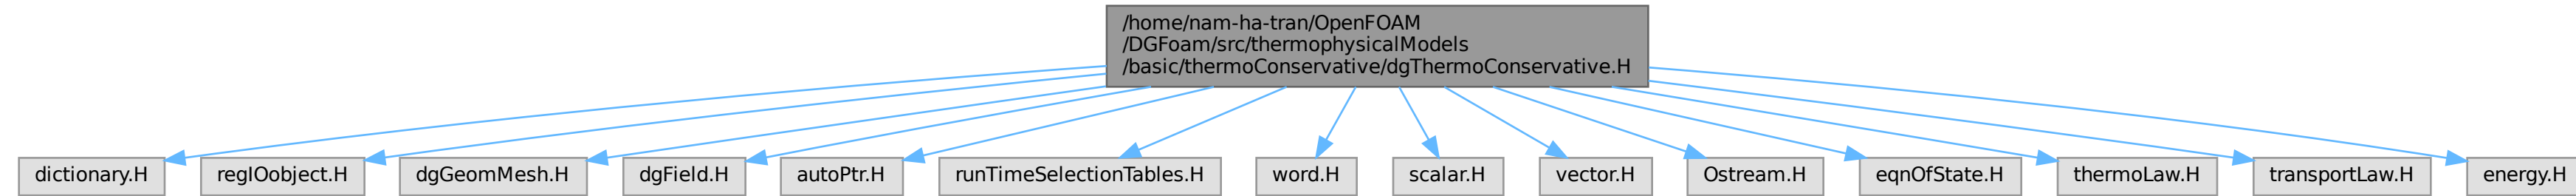 /home/nam-ha-tran/OpenFOAM
/DGFoam/src/thermophysicalModels
/basic/thermoConservative/dgThermoConservative.H
dictionary.H
regIOobject.H
dgGeomMesh.H
dgField.H
autoPtr.H
runTimeSelectionTables.H
word.H
scalar.H
vector.H
Ostream.H
eqnOfState.H
thermoLaw.H
transportLaw.H
energy.H